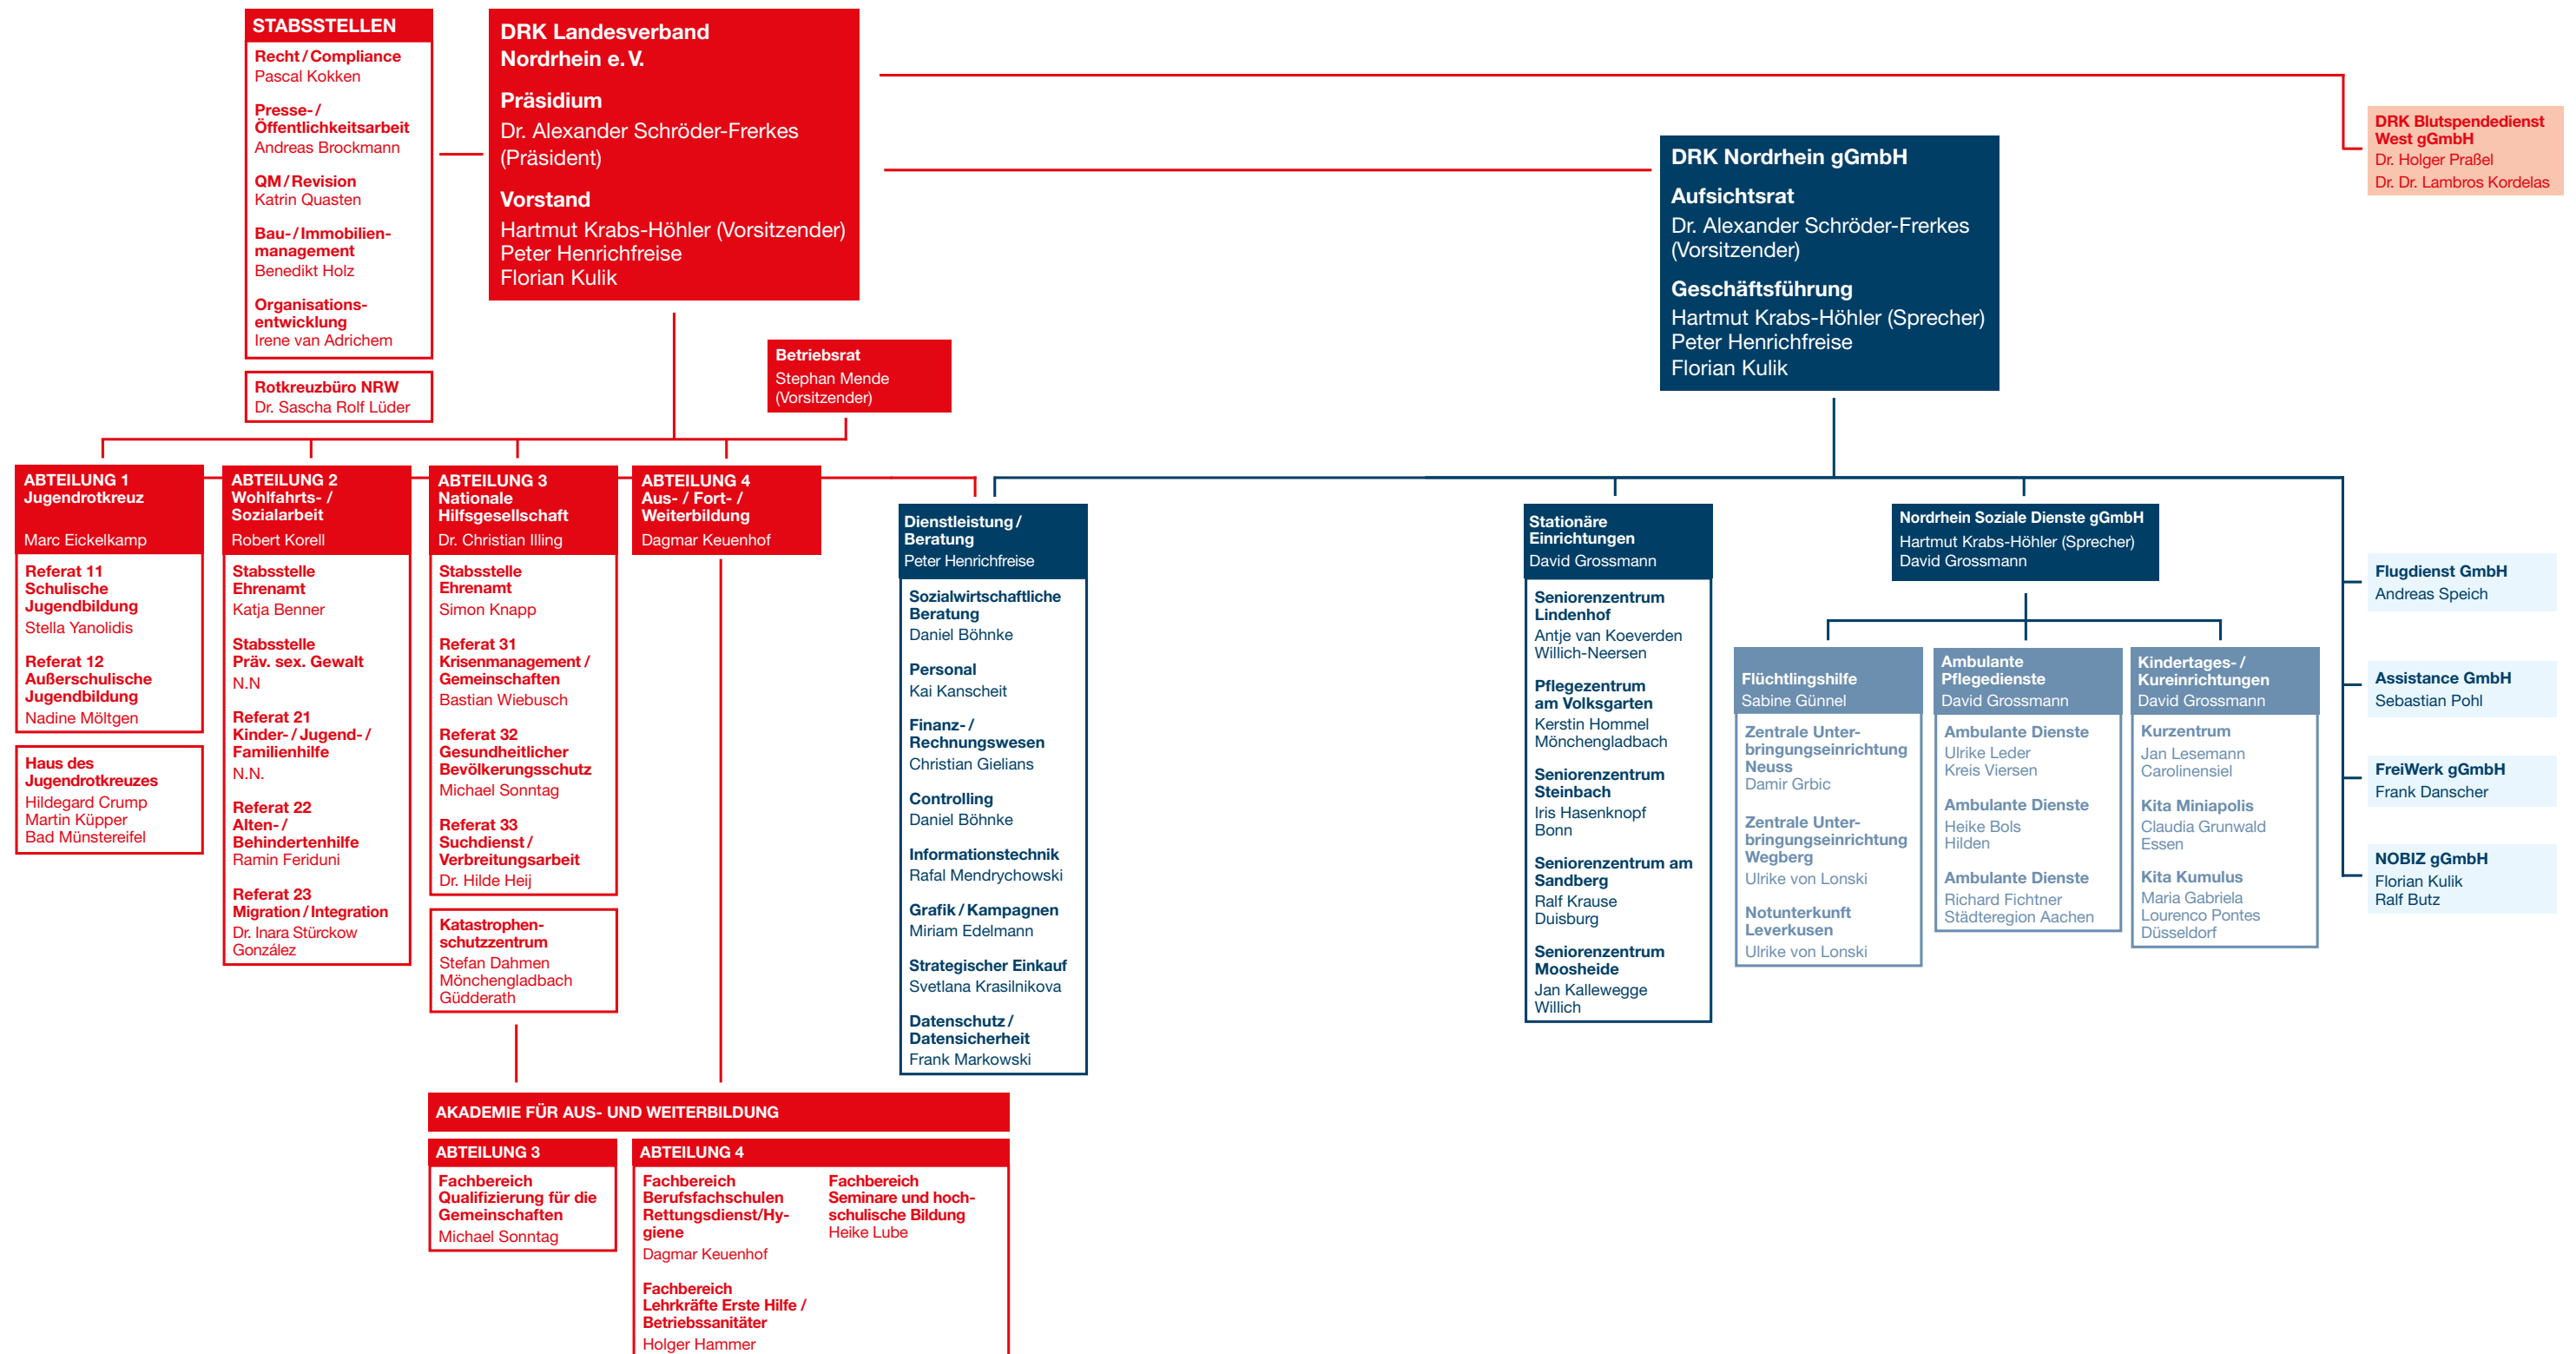 STABSSTELLEN
Recht / Compliance
Pascal Kokken
Presse- /
Öffentlichkeitsarbeit
Andreas Brockmann
QM / Revision
Katrin Quasten
Bau- / Immobilien-
management
Benedikt Holz
Organisations-
entwicklung
Irene van Adrichem
Rotkreuzbüro NRW
Dr. Sascha Rolf Lüder
DRK Landesverband
Nordrhein e. V.
Präsidium
Dr. Alexander Schröder-Frerkes
(Präsident)
Vorstand
Hartmut Krabs-Höhler (Vorsitzender)
Peter Henrichfreise
Florian Kulik
Betriebsrat
Stephan Mende
(Vorsitzender)
DRK Nordrhein gGmbH
Aufsichtsrat
Dr. Alexander Schröder-Frerkes
(Vorsitzender)
Geschäftsführung
Hartmut Krabs-Höhler (Sprecher)
Peter Henrichfreise
Florian Kulik
DRK Blutspendedienst
West gGmbH
Dr. Holger Praßel
Dr. Dr. Lambros Kordelas
ABTEILUNG 1
Jugendrotkreuz
Marc Eickelkamp
Referat 11
Schulische
Jugendbildung
Stella Yanolidis
Referat 12
Außerschulische
Jugendbildung
Nadine Möltgen
Haus des
Jugendrotkreuzes
Hildegard Crump
Martin Küpper
Bad Münstereifel
ABTEILUNG 2
Wohlfahrts- /
Sozialarbeit
Robert Korell
Stabsstelle
Ehrenamt
Katja Benner
Stabsstelle
Präv. sex. Gewalt
N.N
Referat 21
Kinder- / Jugend- /
Familienhilfe
N.N.
Referat 22
Alten- /
Behindertenhilfe
Ramin Feriduni
Referat 23
Migration / Integration
Dr. Inara Stürckow
González
ABTEILUNG 3
Nationale
Hilfsgesellschaft
Dr. Christian Illing
Stabsstelle
Ehrenamt
Simon Knapp
Referat 31
Krisenmanagement /
Gemeinschaften
Bastian Wiebusch
Referat 32
Gesundheitlicher
Bevölkerungsschutz
Michael Sonntag
Referat 33
Suchdienst /
Verbreitungsarbeit
Dr. Hilde Heij
Katastrophen-
schutzzentrum
Stefan Dahmen
Mönchengladbach
Güdderath
ABTEILUNG 4
Aus- / Fort- /
Weiterbildung
Dagmar Keuenhof
Dienstleistung /
Beratung
Peter Henrichfreise
Sozialwirtschaftliche
Beratung
Daniel Böhnke
Personal
Kai Kanscheit
Finanz- /
Rechnungswesen
Christian Gielians
Controlling
Daniel Böhnke
Informationstechnik
Rafal Mendrychowski
Grafik / Kampagnen
Miriam Edelmann
Strategischer Einkauf
Svetlana Krasilnikova
Datenschutz /
Datensicherheit
Frank Markowski
Stationäre
Einrichtungen
David Grossmann
Seniorenzentrum
Lindenhof
Antje van Koeverden
Willich-Neersen
Pflegezentrum
am Volksgarten
Kerstin Hommel
Mönchengladbach
Seniorenzentrum
Steinbach
Iris Hasenknopf
Bonn
Seniorenzentrum am
Sandberg
Ralf Krause
Duisburg
Seniorenzentrum
Moosheide
Jan Kallewegge
Willich
Nordrhein Soziale Dienste gGmbH
Hartmut Krabs-Höhler (Sprecher)
David Grossmann
Flüchtlingshilfe
Sabine Günnel
Zentrale Unter-
bringungseinrichtung
Neuss
Damir Grbic
Zentrale Unter-
bringungseinrichtung
Wegberg
Ulrike von Lonski
Notunterkunft
Leverkusen
Ulrike von Lonski
Ambulante
Pflegedienste
David Grossmann
Ambulante Dienste
Ulrike Leder
Kreis Viersen
Ambulante Dienste
Heike Bols
Hilden
Ambulante Dienste
Richard Fichtner
Städteregion Aachen
Kindertages- /
Kureinrichtungen
David Grossmann
Kurzentrum
Jan Lesemann
Carolinensiel
Kita Miniapolis
Claudia Grunwald
Essen
Kita Kumulus
Maria Gabriela
Lourenco Pontes
Düsseldorf
Flugdienst GmbH
Andreas Speich
Assistance GmbH
Sebastian Pohl
FreiWerk gGmbH
Frank Danscher
NOBIZ gGmbH
Florian Kulik
Ralf Butz
AKADEMIE FÜR AUS- UND WEITERBILDUNG
ABTEILUNG 3
Fachbereich
Qualifizierung für die
Gemeinschaften
Michael Sonntag
ABTEILUNG 4
Fachbereich
Berufsfachschulen
Rettungsdienst/Hy-
giene
Dagmar Keuenhof
Fachbereich
Lehrkräfte Erste Hilfe /
Betriebssanitäter
Holger Hammer
Fachbereich
Seminare und hoch-
schulische Bildung
Heike Lube